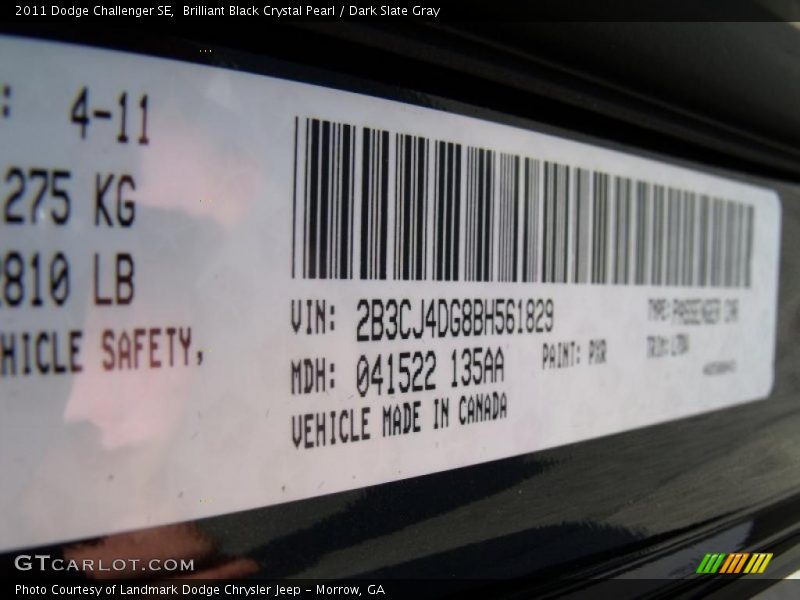 2011 Dodge Challenger SE,  Brilliant Black Crystal Pearl / Dark Slate Gray
: 4-11
275 KG
810 LB
HICLE SAFETY,
VIN: 2B3CJ4DG8BH561829
TYPE: PASSENGER CAR
MDH: 041522 135AA
PAINT: PXR
TRIM:
VEHICLE MADE IN CANADA
GTCARLOT.COM
Photo Courtesy of Landmark Dodge Chrysler Jeep - Morrow, GA